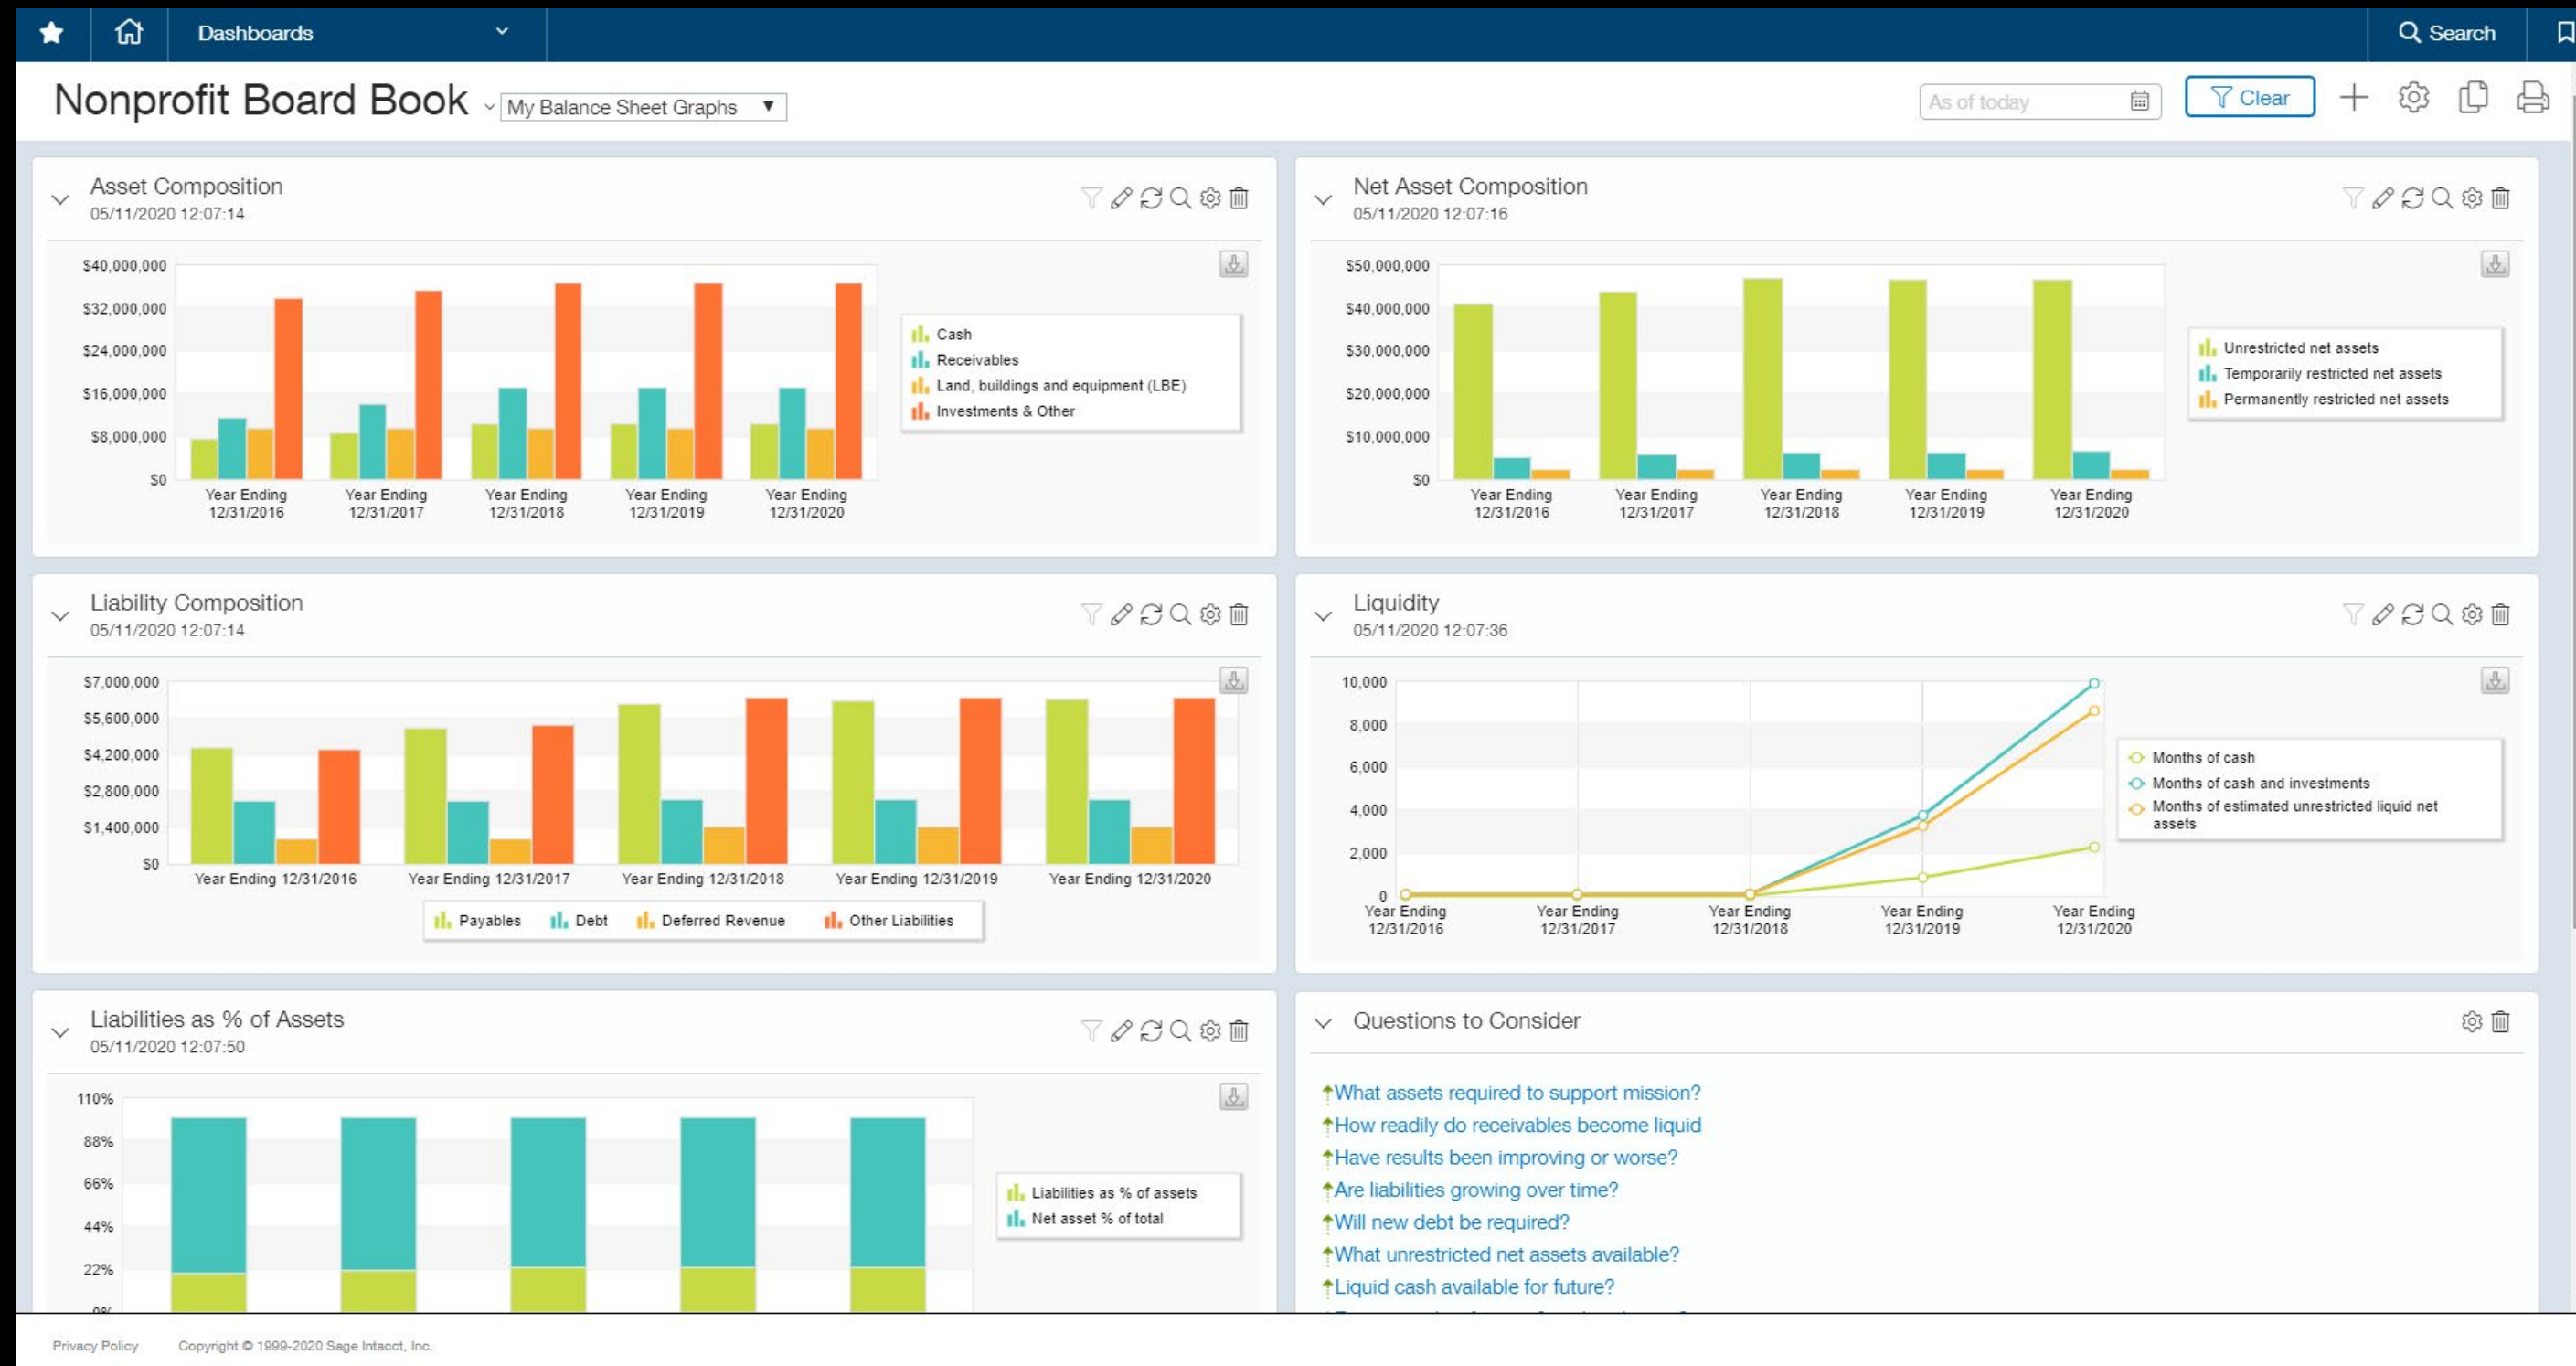 Dashboards
Search
Nonprofit Board Book
My Balance Sheet Graphs
As of today
Clear
Asset Composition
05/11/2020 12:07:14
$40,000,000
$32,000,000
$24,000,000
$16,000,000
$8,000,000
$0
Year Ending
12/31/2016
Year Ending
12/31/2017
Year Ending
12/31/2018
Year Ending
12/31/2019
Year Ending
12/31/2020
Cash
Receivables
Land, buildings and equipment (LBE)
Investments & Other
Net Asset Composition
05/11/2020 12:07:16
$50,000,000
$40,000,000
$30,000,000
$20,000,000
$10,000,000
$0
Year Ending
12/31/2016
Year Ending
12/31/2017
Year Ending
12/31/2018
Year Ending
12/31/2019
Year Ending
12/31/2020
Unrestricted net assets
Temporarily restricted net assets
Permanently restricted net assets
Liability Composition
05/11/2020 12:07:14
$7,000,000
$5,600,000
$4,200,000
$2,800,000
$1,400,000
$0
Year Ending 12/31/2016
Year Ending 12/31/2017
Year Ending 12/31/2018
Year Ending 12/31/2019
Year Ending 12/31/2020
Payables
Debt
Deferred Revenue
Other Liabilities
Liquidity
05/11/2020 12:07:36
10,000
8,000
6,000
4,000
2,000
0
Year Ending
12/31/2016
Year Ending
12/31/2017
Year Ending
12/31/2018
Year Ending
12/31/2019
Year Ending
12/31/2020
Months of cash
Months of cash and investments
Months of estimated unrestricted liquid net
assets
Liabilities as % of Assets
05/11/2020 12:07:50
110%
88%
66%
44%
22%
0%
Liabilities as % of assets
Net asset % of total
Questions to Consider
What assets required to support mission?
How readily do receivables become liquid
Have results been improving or worse?
Are liabilities growing over time?
Will new debt be required?
What unrestricted net assets available?
Liquid cash available for future?
Privacy Policy
Copyright © 1999-2020 Sage Intacct, Inc.